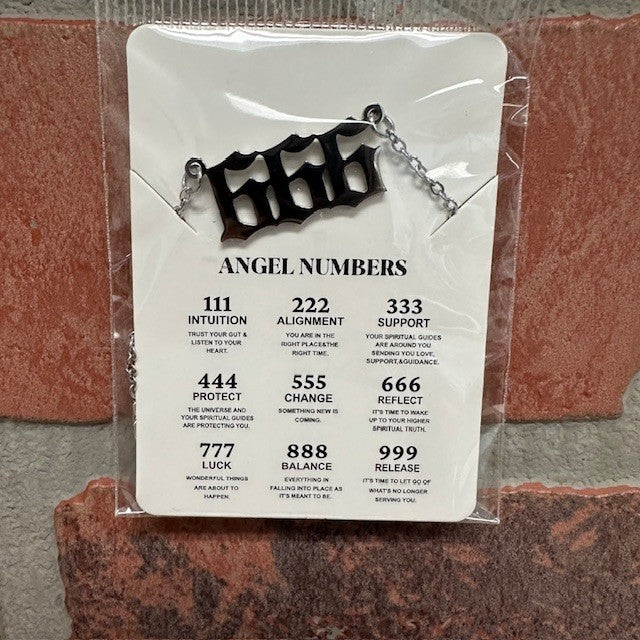 666
ANGEL NUMBERS
111
INTUITION
TRUST YOUR GUT &
LISTEN TO YOUR
HEART.
222
ALIGNMENT
YOU ARE IN THE
RIGHT PLACE&THE
RIGHT TIME.
333
SUPPORT
YOUR SPIRITUAL GUIDES
ARE AROUND YOU
SENDING YOU LOVE,
SUPPORT,&GUIDANCE.
444
PROTECT
THE UNIVERSE AND
YOUR SPIRITUAL GUIDES
ARE PROTECTING YOU.
555
CHANGE
SOMETHING NEW IS
COMING.
666
REFLECT
IT'S TIME TO WAKE
UP TO YOUR HIGHER
SPIRITUAL TRUTH.
777
LUCK
WONDERFUL THINGS
ARE ABOUT TO
HAPPEN.
888
BALANCE
EVERYTHING IN
FALLING INTO PLACE AS
IT'S MEANT TO BE.
999
RELEASE
IT'S TIME TO LET GO OF
WHAT'S NO LONGER
SERVING YOU.